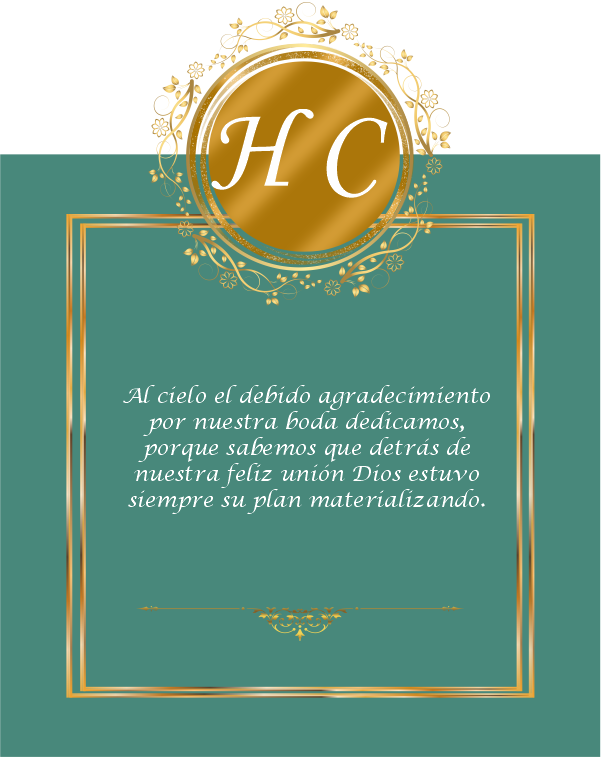 H C
Al cielo el debido agradecimiento
por nuestra boda dedicamos,
porque sabemos que detrás de
nuestra feliz unión Dios estuvo
siempre su plan materializando.